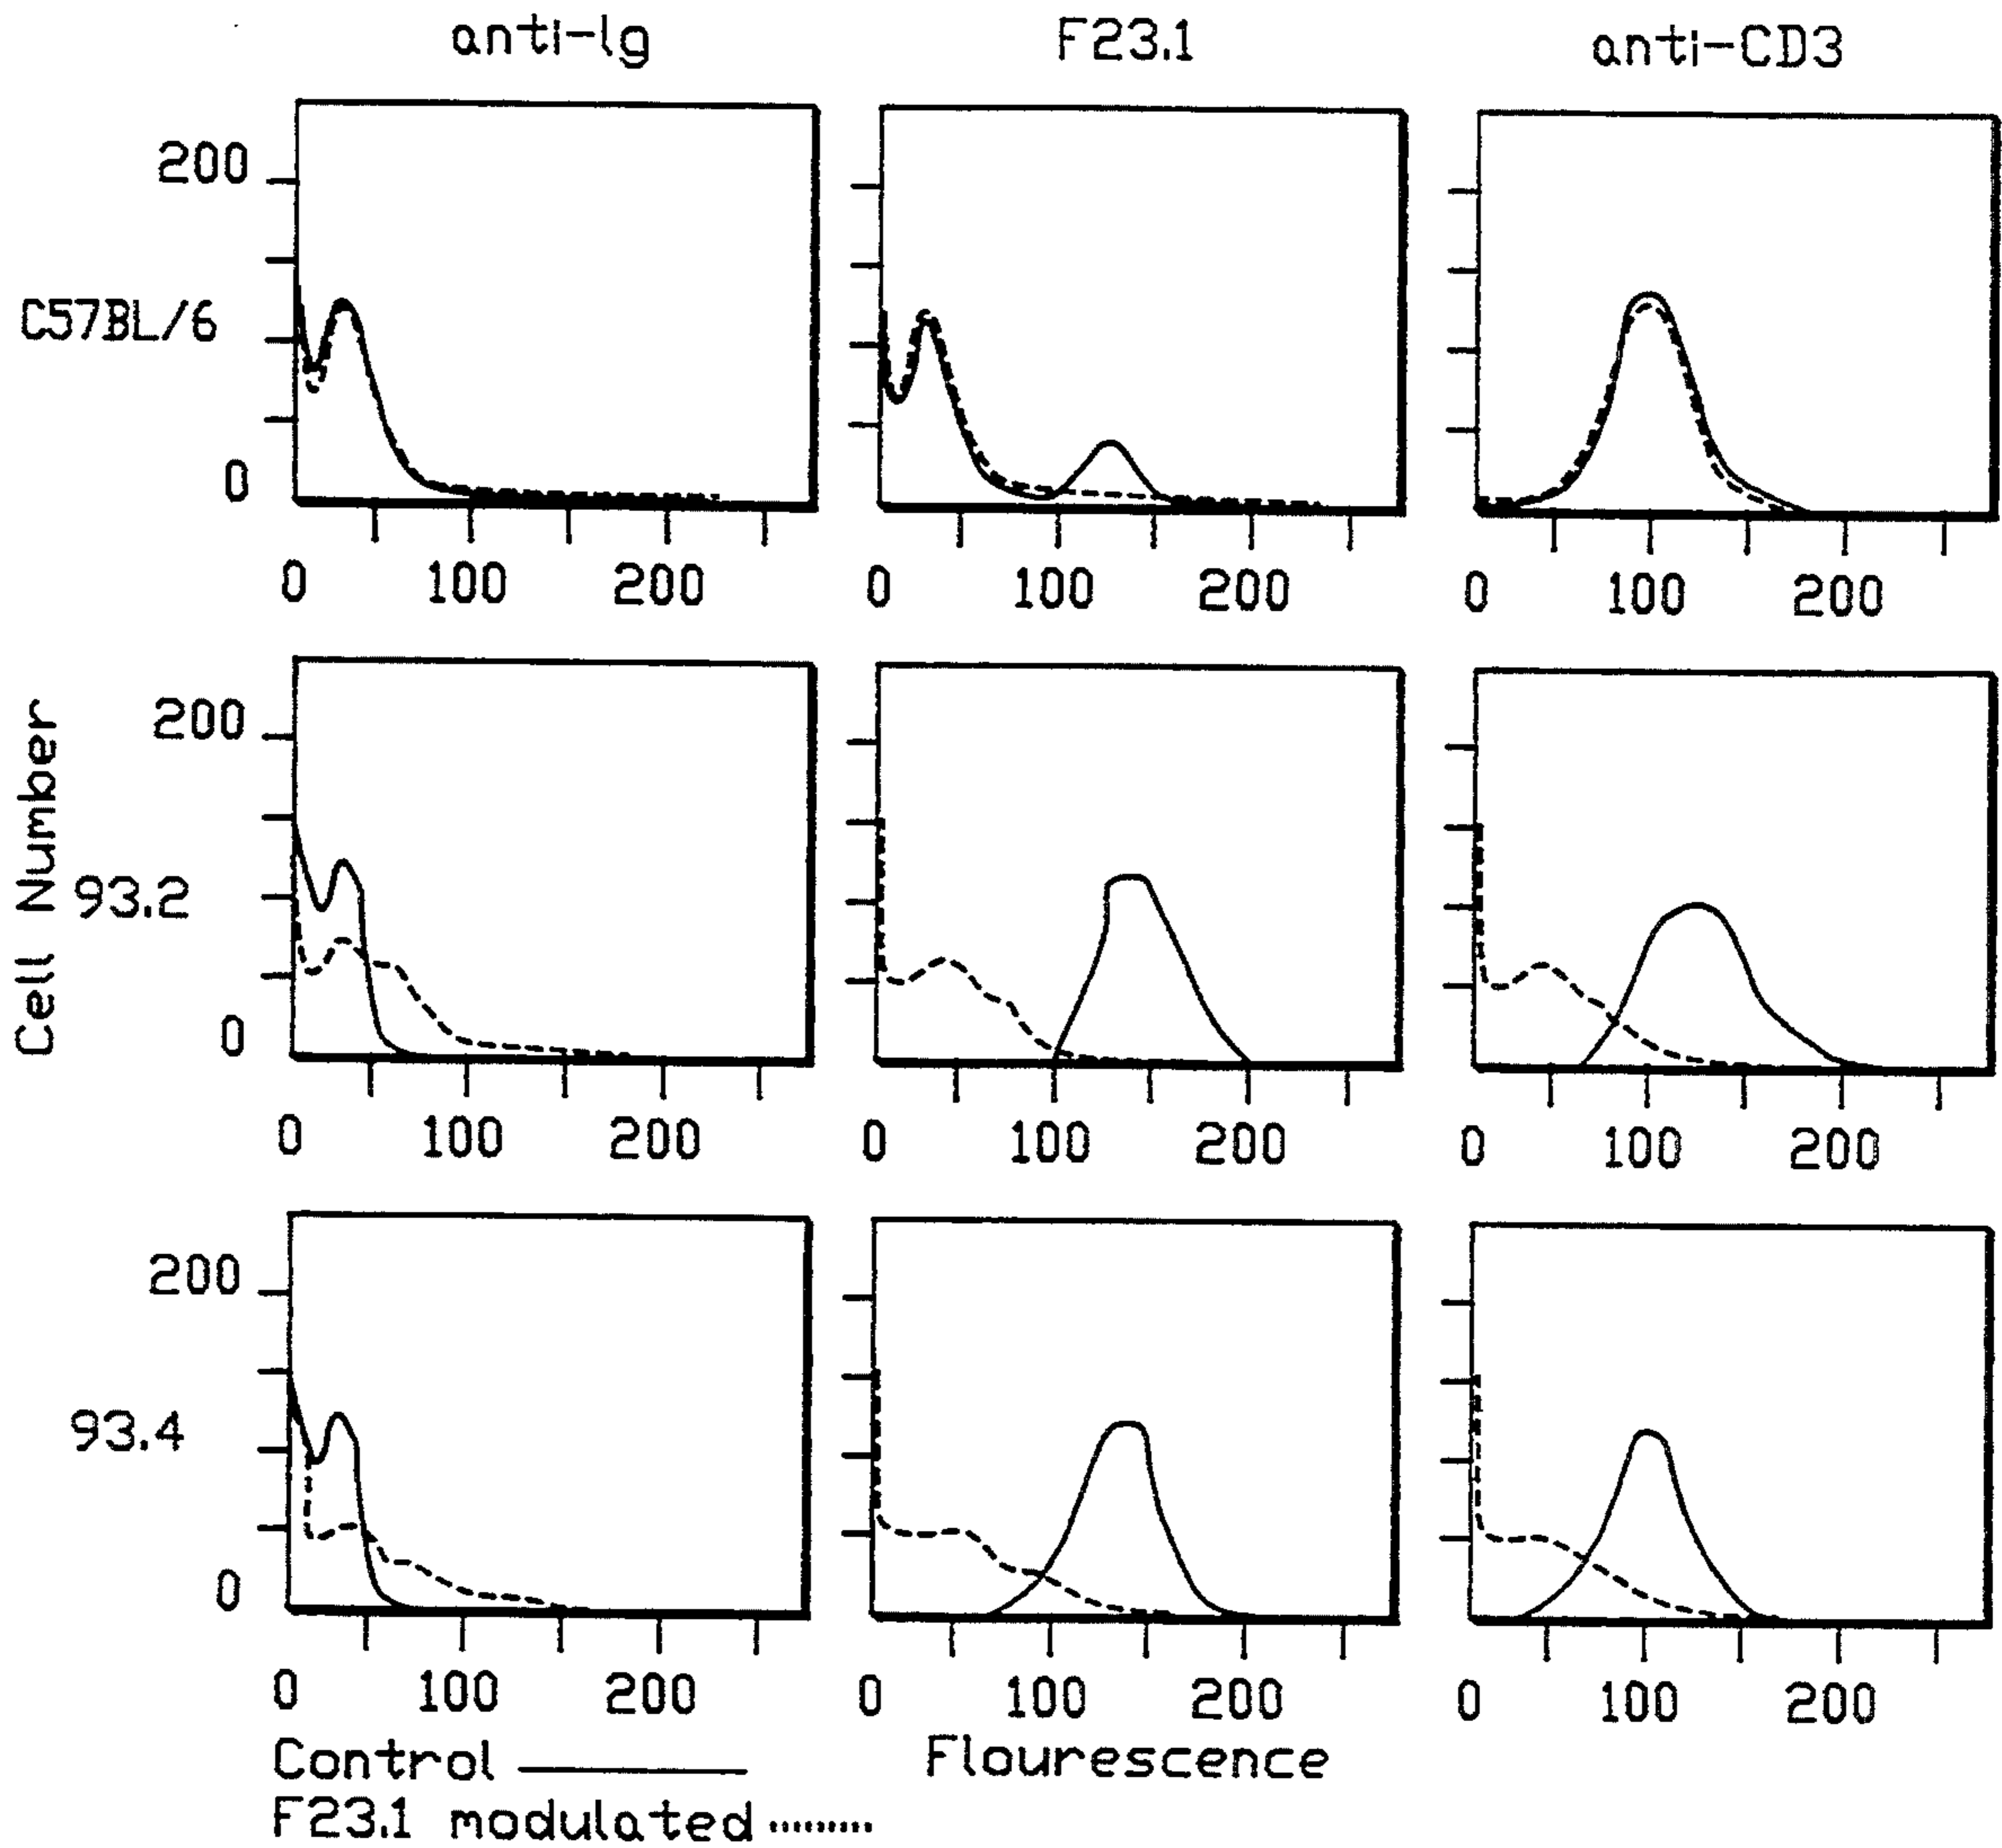 anti-lg F23.1 anti-CD3
200
C57BL/6
0
0 100 200 0 100 200 0 100 200
Cell Number
200
93.2
0
0 100 200 0 100 200 0 100 200
200
93.4
0
0 100 200 0 100 200 0 100 200
Control Flourescence
F23.1 modulated